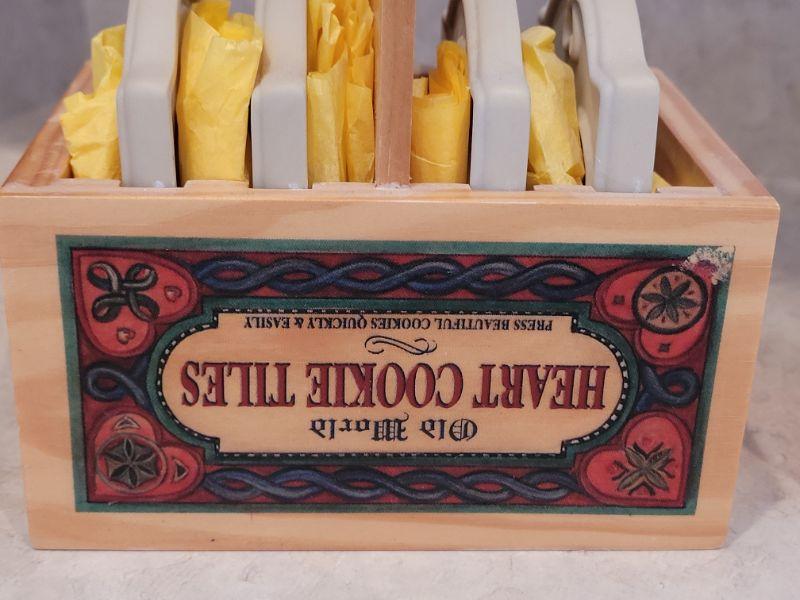 Old World
HEART COOKIE TILES
PRESS BEAUTIFUL COOKIES QUICKLY & EASILY